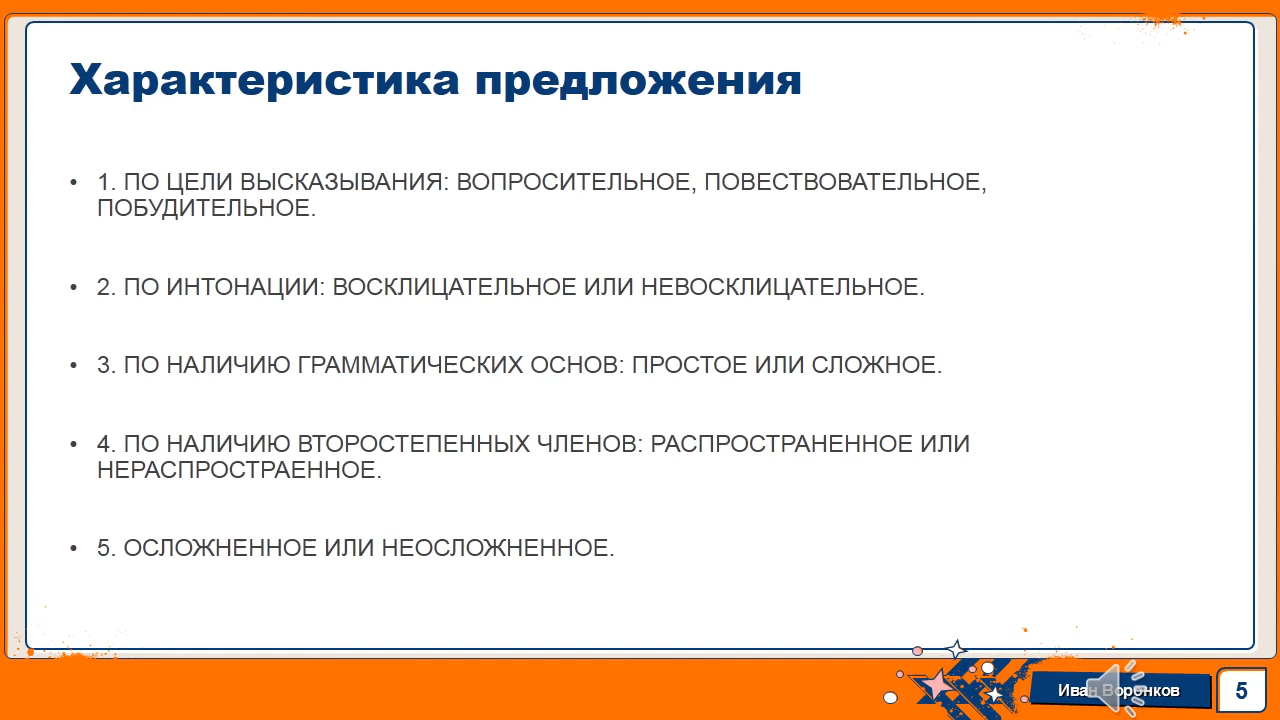 Характеристика предложения
• 1. ПО ЦЕЛИ ВЫСКАЗЫВАНИЯ: ВОПРОСИТЕЛЬНОЕ, ПОВЕСТВОВАТЕЛЬНОЕ,
ПОБУДИТЕЛЬНОЕ.
• 2. ПО ИНТОНАЦИИ: ВОСКЛИЦАТЕЛЬНОЕ ИЛИ НЕВОСКЛИЦАТЕЛЬНОЕ.
• 3. ПО НАЛИЧИЮ ГРАММАТИЧЕСКИХ ОСНОВ: ПРОСТОЕ ИЛИ СЛОЖНОЕ.
• 4. ПО НАЛИЧИЮ ВТОРОСТЕПЕННЫХ ЧЛЕНОВ: РАСПРОСТРАНЕННОЕ ИЛИ
НЕРАСПРОСТРАЕННОЕ.
• 5. ОСЛОЖНЕННОЕ ИЛИ НЕОСЛОЖНЕННОЕ.
Иван Воронков
5